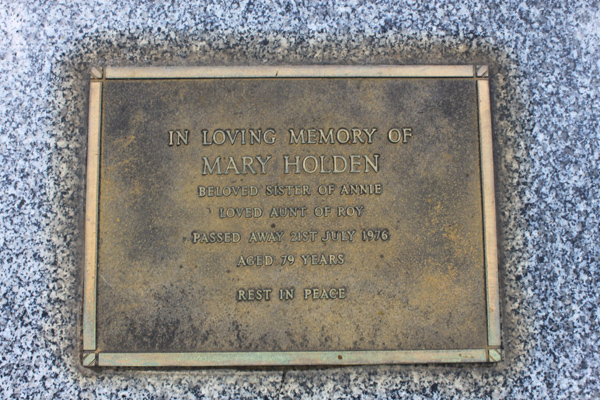 IN LOVING MEMORY OF
MARY HOLDEN
BELOVED SISTER OF ANNIE
LOVED AUNT OF ROY
PASSED AWAY 21ST JULY 1976
AGED 79 YEARS
REST IN PEACE